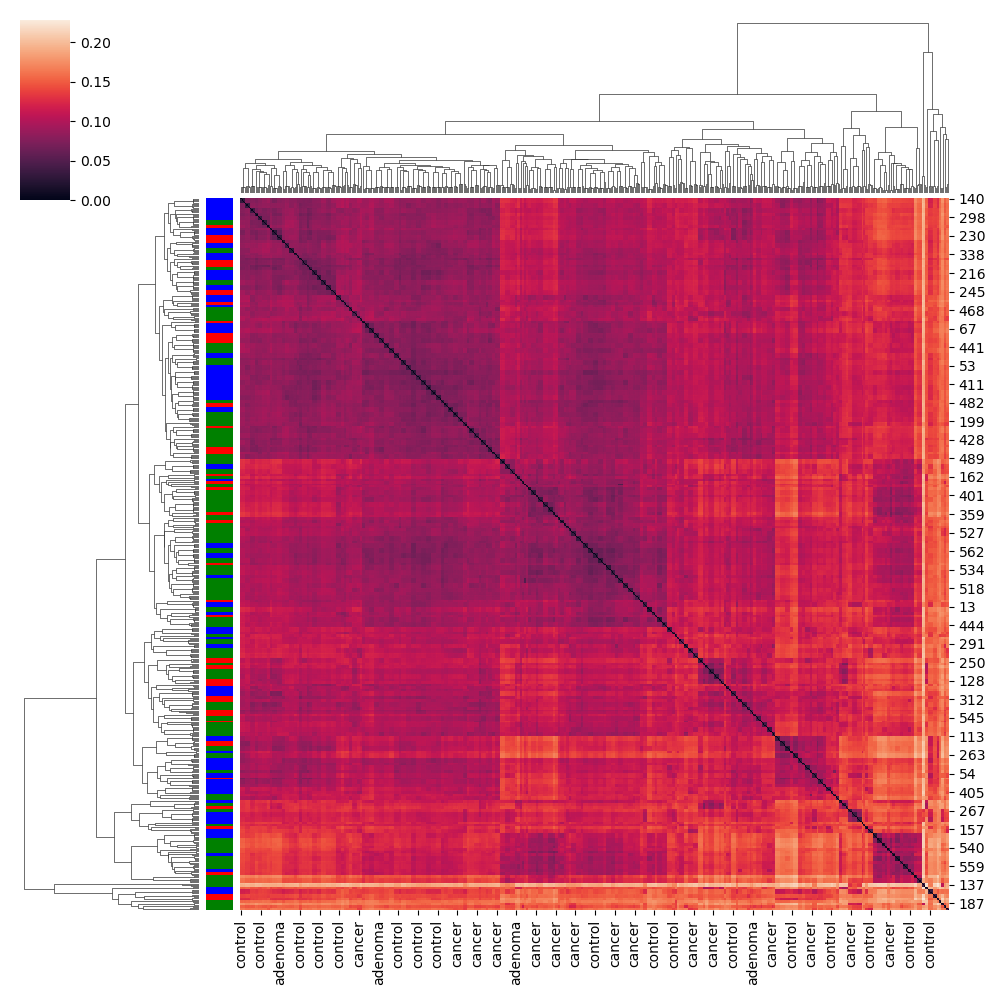 0.20
0.15
0.10
0.05
0.00
140
298
230
338
216
245
468
67
441
53
411
482
199
428
489
162
401
359
527
562
534
518
13
444
291
250
128
312
545
113
263
54
405
267
157
540
559
137
187
control
control
adenoma
control
control
control
cancer
adenoma
control
control
control
cancer
cancer
cancer
adenoma
cancer
cancer
cancer
control
cancer
cancer
control
control
cancer
cancer
control
adenoma
cancer
control
control
control
cancer
cancer
cancer
control
control